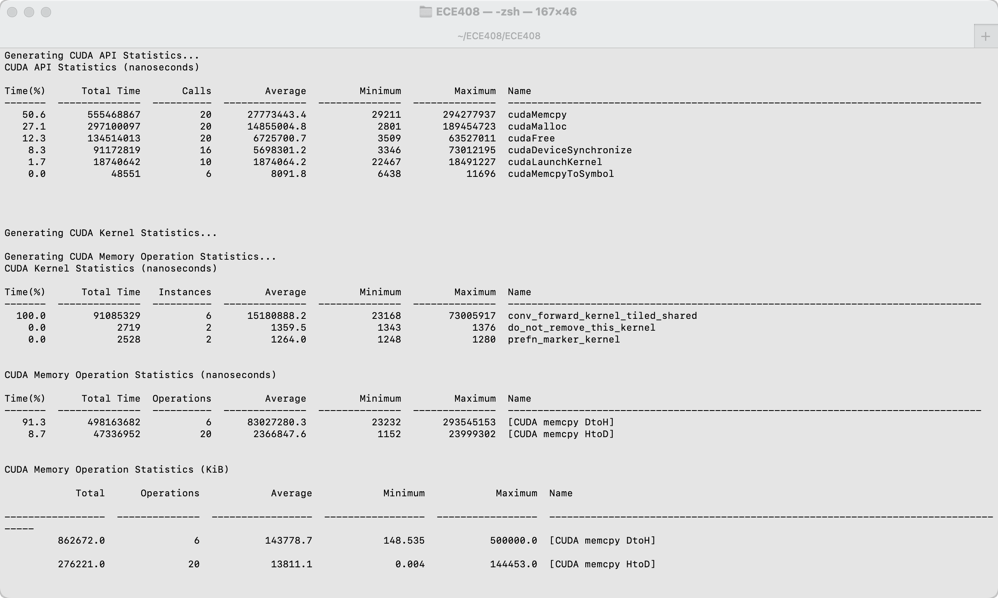 ECE408 — -zsh — 167×46
~/ECE408/ECE408
+
Generating CUDA API Statistics...
CUDA API Statistics (nanoseconds)
Time(%) Total Time Calls Average Minimum Maximum Name
------- -------------- ---------- -------------- -------------- -------------- --------------------------------------------------------------------------------
50.6 555468867 20 27773443.4 29211 294277937 cudaMemcpy
27.1 297100097 20 14855004.8 2801 189454723 cudaMalloc
12.3 134514013 20 6725700.7 3509 63527011 cudaFree
8.3 91172819 16 5698301.2 3346 73012195 cudaDeviceSynchronize
1.7 18740642 10 1874064.2 22467 18491227 cudaLaunchKernel
0.0 48551 6 8091.8 6438 11696 cudaMemcpyToSymbol
Generating CUDA Kernel Statistics...
Generating CUDA Memory Operation Statistics...
CUDA Kernel Statistics (nanoseconds)
Time(%) Total Time Instances Average Minimum Maximum Name
------- -------------- ---------- -------------- -------------- -------------- --------------------------------------------------------------------------------
100.0 91085329 6 15180888.2 23168 73005917 conv_forward_kernel_tiled_shared
0.0 2719 2 1359.5 1343 1376 do_not_remove_this_kernel
0.0 2528 2 1264.0 1248 1280 prefn_marker_kernel
CUDA Memory Operation Statistics (nanoseconds)
Time(%) Total Time Operations Average Minimum Maximum Name
------- -------------- ---------- -------------- -------------- -------------- --------------------------------------------------------------------------------
91.3 498163682 6 83027280.3 23232 293545153 [CUDA memcpy DtoH]
8.7 47336952 20 2366847.6 1152 23999302 [CUDA memcpy HtoD]
CUDA Memory Operation Statistics (KiB)
Total Operations Average Minimum Maximum Name
----------------- -------------- ----------------- ----------------- ----------------- ---------------------------------------------------------------------------
-----
862672.0 6 143778.7 148.535 500000.0 [CUDA memcpy DtoH]
276221.0 20 13811.1 0.004 144453.0 [CUDA memcpy HtoD]